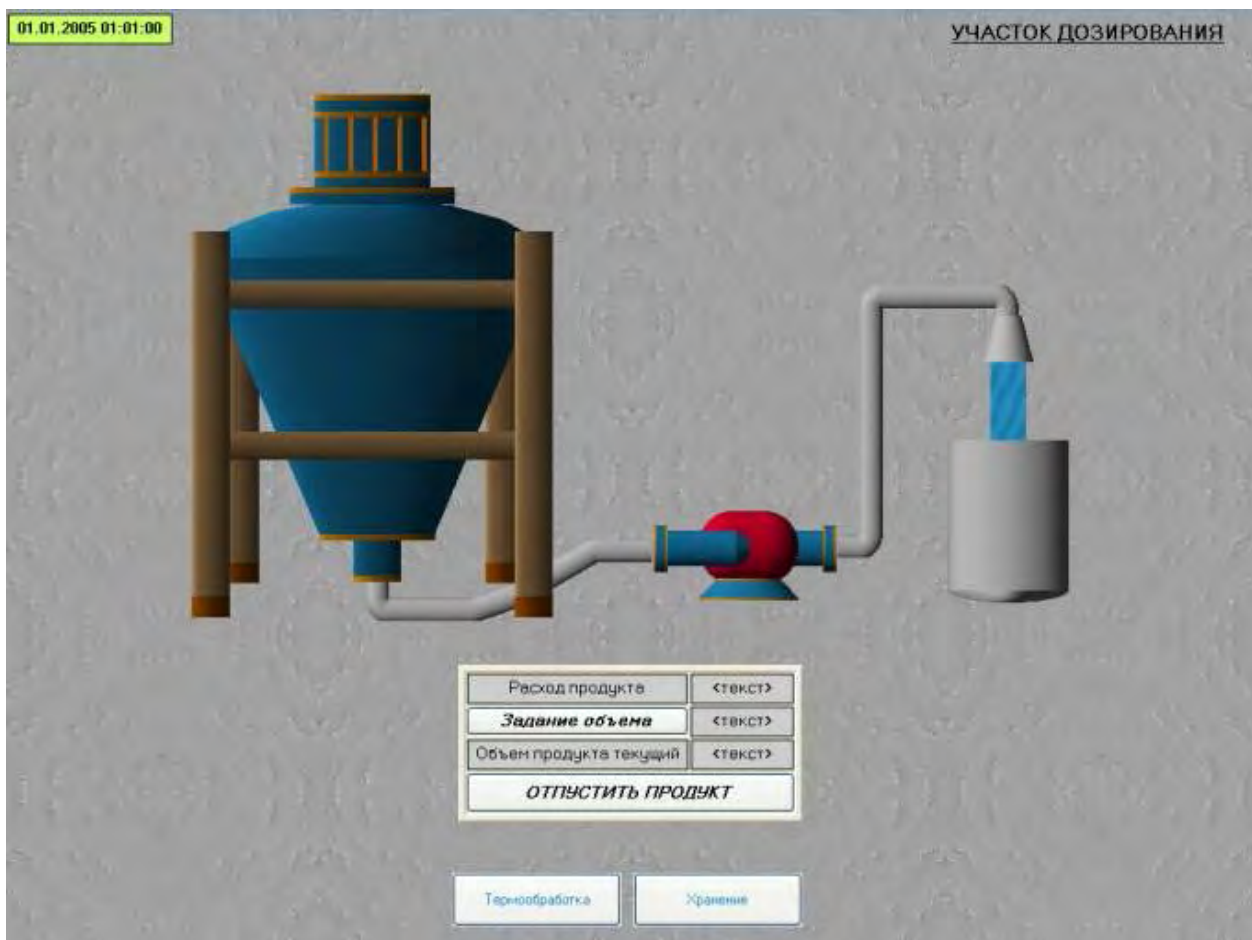 01.01.2005 01:01:00
УЧАСТОК ДОЗИРОВАНИЯ
Расход продукта <текст>
Задание объема <текст>
Объем продукта текущий <текст>
ОТПУСТИТЬ ПРОДУКТ
Термообработка Хранение